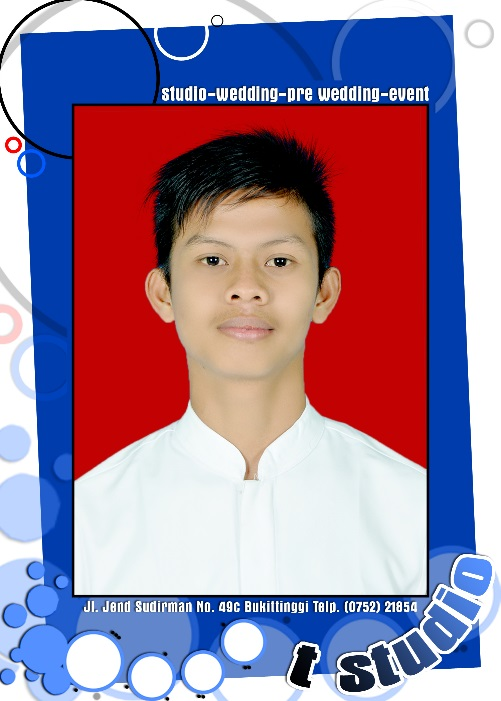 studio-wedding-pre wedding-event
Jl. Jend Sudirman No. 49c Bukittinggi Telp. (0752) 21854
t studio